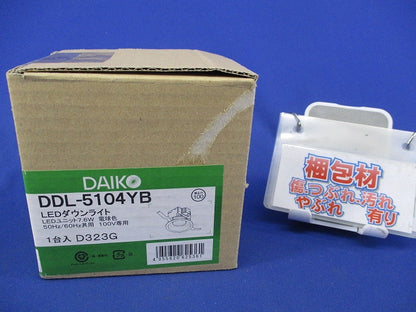 DAIKO
DDL-5104YB
LEDダウンライト
LEDユニット7.6W 電球色
50Hz/60Hz共用 100V専用
1台入 D323G
100
梱包材
傷つぶれ・汚れ
やぶれ 有り